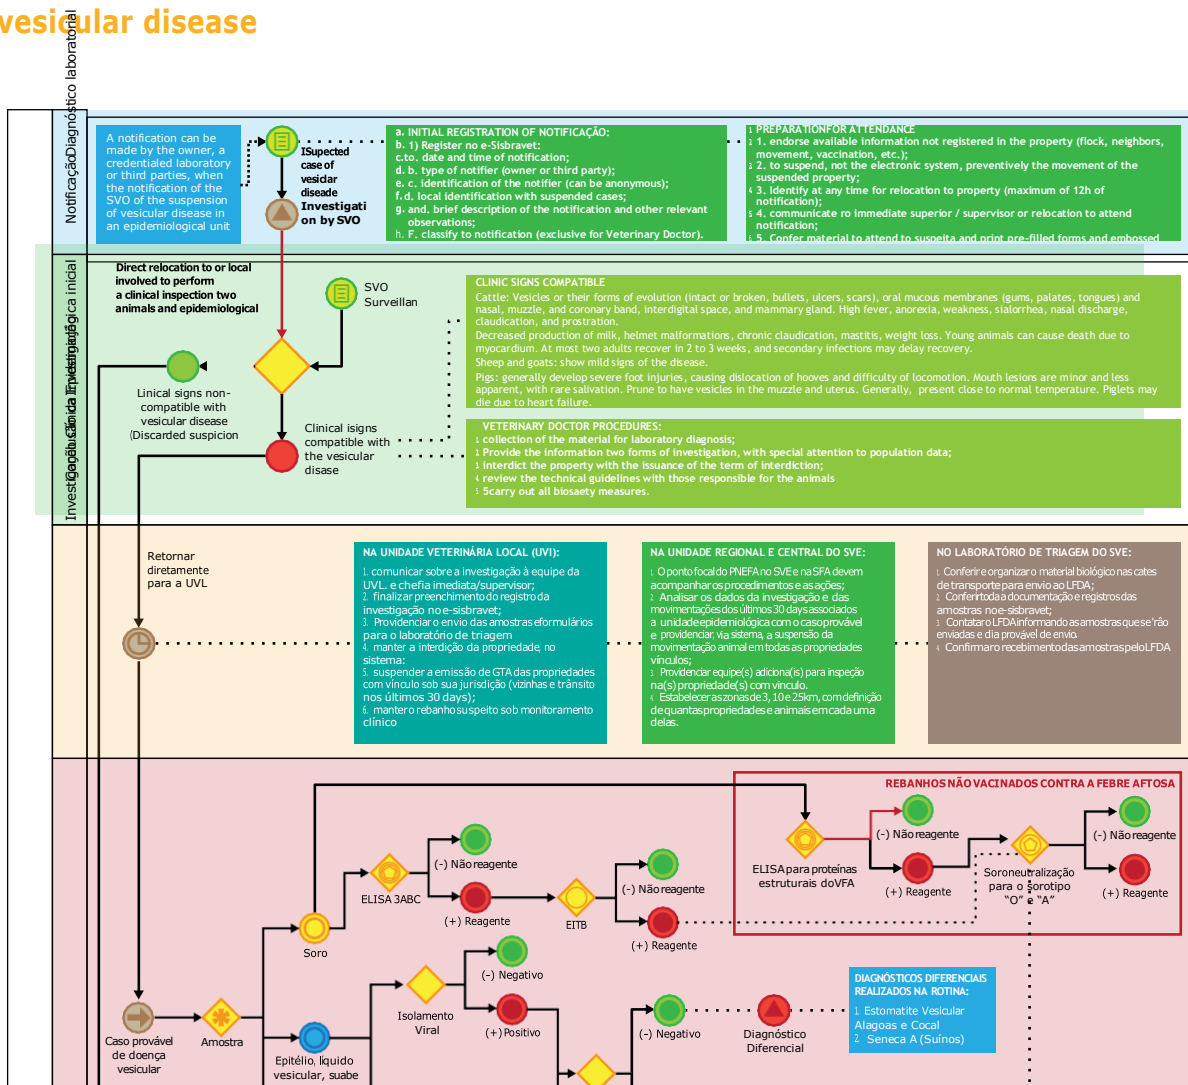 vesicular disease
Notificação
Diagnóstico laboratorial
A notification can be
made by the owner, a
credentialed laboratory
or third parties, when
the notification of the
SVO of the suspension
of vesicular disease in
an epidemiological unit
ISupected
case of
vesidar
diseade
Investigati
on by SVO
a. INITIAL REGISTRATION OF NOTIFICAÇÃO:
b. 1) Register no e-Sisbravet:
c.to. date and time of notification;
d. b. type of notifier (owner or third party);
e. c. identification of the notifier (can be anonymous);
f. d. local identification with suspended cases;
g. and. brief description of the notification and other relevant
observations;
h. F. classify to notification (exclusive for Veterinary Doctor).
1 PREPARATIONFOR ATTENDANCE
1. endorse available information not registered in the property (flock, neighbors,
movement, vaccination, etc.);
2. to suspend, not the electronic system, preventively the movement of the
suspended property;
3. Identify at any time for relocation to property (maximum of 12h of
notification);
4. communicate ro immediate superior / supervisor or relocation to attend
notification;
5. Confer material to attend to suspeita and print pre-filled forms and embossed
Direct relocation to or local
involved to perform
a clinical inspection two
animals and epidemiological
SVO
Surveillan
Linical signs non-
compatible with
vesicular disease
(Discarded suspicion
Clinical isigns
compatible with
the vesicular
disase
CLINIC SIGNS COMPATIBLE
Cattle: Vesicles or their forms of evolution (intact or broken, bullets, ulcers, scars), oral mucous membranes (gums, palates, tongues) and
nasal, muzzle, and coronary band, interdigital space, and mammary gland. High fever, anorexia, weakness, sialorrhea, nasal discharge,
claudication, and prostration.
Decreased production of milk, helmet malformations, chronic claudication, mastitis, weight loss. Young animals can cause death due to
myocardium. At most two adults recover in 2 to 3 weeks, and secondary infections may delay recovery.
Sheep and goats: show mild signs of the disease.
Pigs: generally develop severe foot injuries, causing dislocation of hooves and difficulty of locomotion. Mouth lesions are minor and less
apparent, with rare salivation. Prune to have vesicles in the muzzle and uterus. Generally, present close to normal temperature. Piglets may
die due to heart failure.
VETERINARY DOCTOR PROCEDURES:
1 collection of the material for laboratory diagnosis;
2 Provide the information two forms of investigation, with special attention to population data;
3 interdict the property with the issuance of the term of interdiction;
4 review the technical guidelines with those responsible for the animals
5 5carry out all biosaety measures.
Retornar
diretamente
para a UVL
NA UNIDADE VETERINÁRIA LOCAL (UVI):
1. comunicar sobre a investigação à equipe da
UVL. e chefia imediata/supervisor;
2. finalizar preenchimento do registro da
investigação no e-sisbravet;
3. Providenciar o envio das amostras e formulários
para o laboratório de triagem
4. manter a interdição da propriedade, no
sistema:
5. suspender a emissão de GTA das propriedades
com vínculo sob sua jurisdição (vizinhas e trânsito
nos últimos 30 days);
6. manter o rebanho suspeito sob monitoramento
clínico
NA UNIDADE REGIONAL E CENTRAL DO SVE:
1. O ponto focal do PNEFA no SVE e na SFA devem
acompanhar os procedimentos e as ações;
2. Analisar os dados da investigação e das
movimentações dos últimos 30 days associados
a unidade epidemiológica com o caso provável
e providenciar, via sistema, a suspensão da
movimentação animal em todas as propriedades
vínculos;
3. Providenciar equipe(s) adiciona(is) para inspeção
na(s) propriedade(s) com vinculo.
4. Estabelecer as zonas de 3, 10 e 25km, com definição
de quantas propriedades e animais em cada uma
delas.
NO LABORATÓRIO DE TRIAGEM DO SVE:
1. Conferir e organizar o material biológico nas cates
de transporte para envio ao LFDA;
2. Conferir toda a documentação e registros das
amostras no e-sisbravet;
3. Contatar o LFDA informando as amostras que se'rão
enviadas e dia provável de envio.
4. Confirmar o recebimento das amostras pelo LFDA
REBANHOS NÃO VACINADOS CONTRA A FEBRE AFTOSA
(-) Não reagente
ELISA para proteínas
estruturais do VFA
(+) Reagente
Soroneutralização
para o sorotipo
“O” e “A”
(-) Não reagente
(+) Reagente
(-) Não reagente
ELISA 3ABC
(+) Reagente
EITB
(-) Não reagente
(+) Reagente
Soro
(-) Negativo
Isolamento
Viral
(+) Positivo
(-) Negativo
Diagnóstico
Diferencial
DIAGNÓSTICOS DIFERENCIAIS
REALIZADOS NA ROTINA:
1. Estomatite Vesicular
Alagoas e Cocal
2. Seneca A (Suínos)
Caso provável
de doença
vesicular
Amostra
Epitélio, líquido
vesicular, suabe